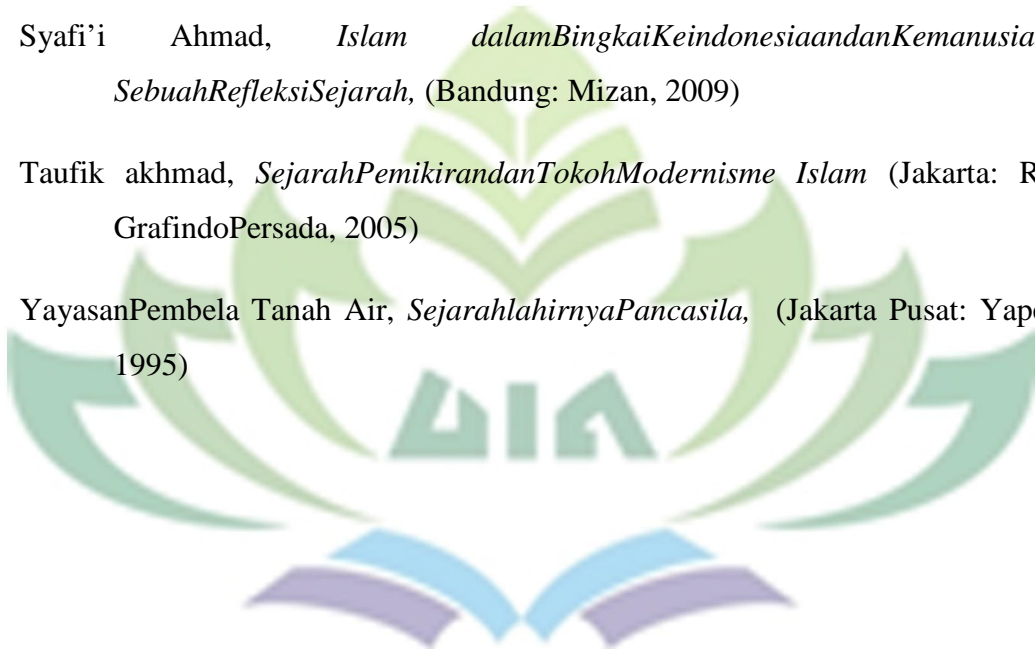 Syafi'i Ahmad, Islam dalamBingkaiKeindonesiaandanKemanusia
SebuahRefleksiSejarah, (Bandung: Mizan, 2009)
Taufik akhmad, SejarahPemikirandanTokohModernisme Islam (Jakarta: R
GrafindoPersada, 2005)
YayasanPembela Tanah Air, SejarahlahirnyaPancasila, (Jakarta Pusat: Yap
1995)
UIN